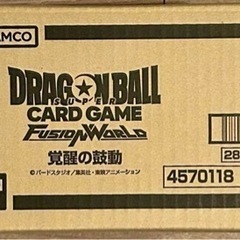 AMCO
DRAGON BALL
SUPER
CARD GAME
FUSION WORLD
覚醒の鼓動
©バードスタジオ/集英社・東映アニメーション
28
4570118